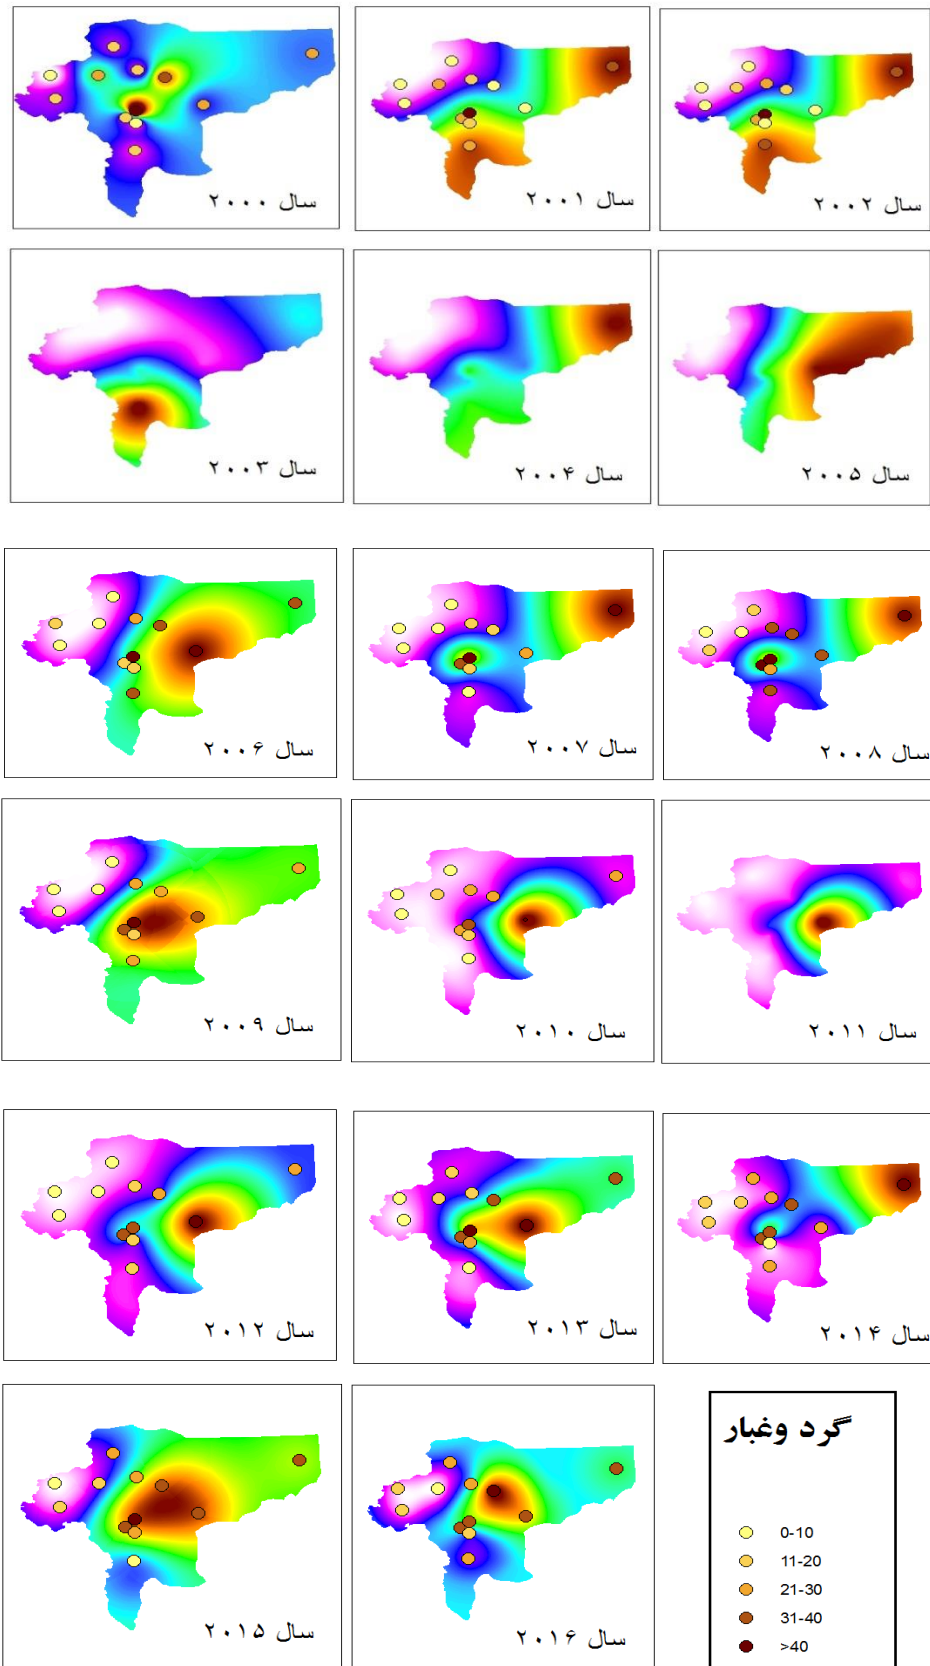 سال ۲۰۰۰
سال ۲۰۰۱
سال ۲۰۰۲
سال ۲۰۰۳
سال ۲۰۰۴
سال ۲۰۰۵
سال ۲۰۰۶
سال ۲۰۰۷
سال ۲۰۰۸
سال ۲۰۰۹
سال ۲۰۱۰
سال ۲۰۱۱
سال ۲۰۱۲
سال ۲۰۱۳
سال ۲۰۱۴
سال ۲۰۱۵
سال ۲۰۱۶
گرد وغبار
0-10
11-20
21-30
31-40
>40